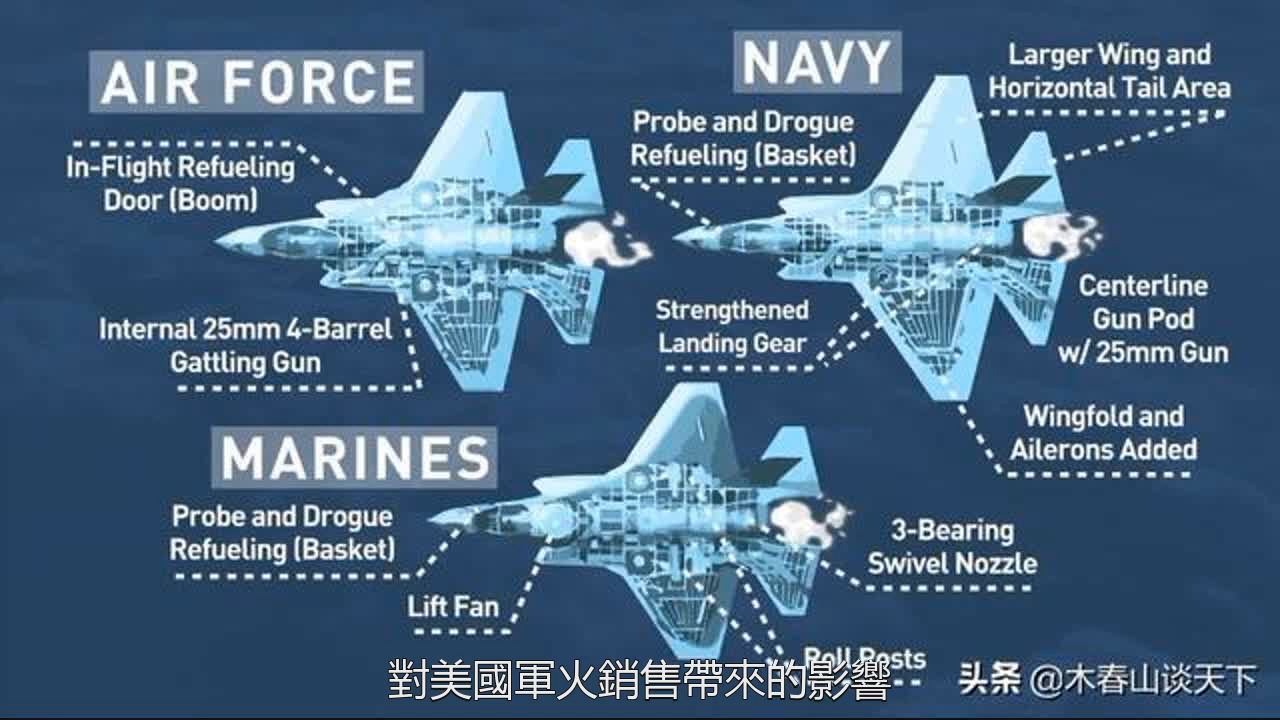 AIR FORCE
In-Flight Refueling
Door (Boom)
Internal 25mm 4-Barrel
Gattling Gun
NAVY
Probe and Drogue
Refueling (Basket)
Larger Wing and
Horizontal Tail Area
Strengthened
Landing Gear
Centerline
Gun Pod
w/ 25mm Gun
Wingfold and
Ailerons Added
MARINES
Probe and Drogue
Refueling (Basket)
Lift Fan
3-Bearing
Swivel Nozzle
Roll Posts
對美國軍火銷售帶來的影響
头条 @木春山谈天下